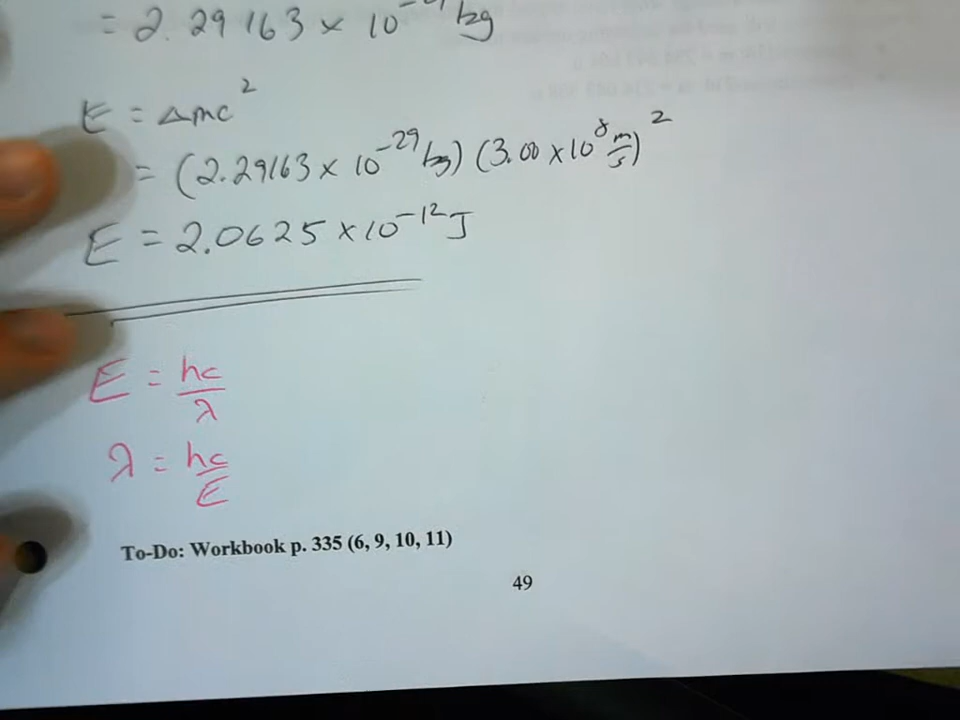 = 2.29163 × 10⁻²⁹ kg
E = Δmc²
= (2.29163 × 10⁻²⁹ kg) (3.00 × 10⁸ m/s)²
E = 2.0625 × 10⁻¹² J
E = hc/λ
λ = hc/E
To-Do: Workbook p. 335 (6, 9, 10, 11)
49